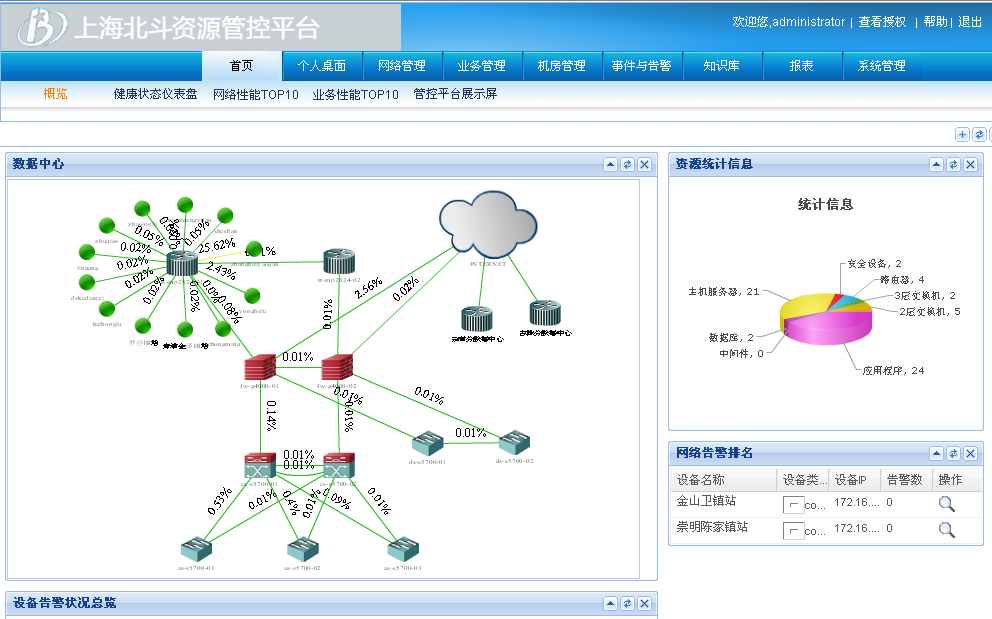 上海北斗资源管控平台
欢迎您,administrator | 查看授权 | 帮助 | 退出
首页 个人桌面 网络管理 业务管理 机房管理 事件与告警 知识库 报表 系统管理
概览 健康状态仪表盘 网络性能TOP10 业务性能TOP10 管控平台展示屏
数据中心
25.62%
0.05%
0.05%
0.02%
0.02%
0.02%
0.02%
2.43%
0.02%
0.08%
INTERNET
2.56%
0.02%
0.01%
0.01%
fw-g4000-01
0.14%
0.01%
0.01%
0.01%
0.01%
ds-s5700-01
ds-s5700-02
0.01%
0.01%
0.53%
0.01%
0.4%
0.01%
0.09%
0.01%
as-s5700-01
as-s5700-02
as-s5700-03
设备告警状况总览
资源统计信息
统计信息
安全设备, 2
路由器, 4
3层交换机, 2
2层交换机, 5
主机服务器, 21
数据库, 2
中间件, 0
应用程序, 24
网络告警排名
设备名称 设备类... 设备IP 告警数 操作
金山卫镇站 co... 172.16.... 0
崇明陈家镇站 co... 172.16.... 0